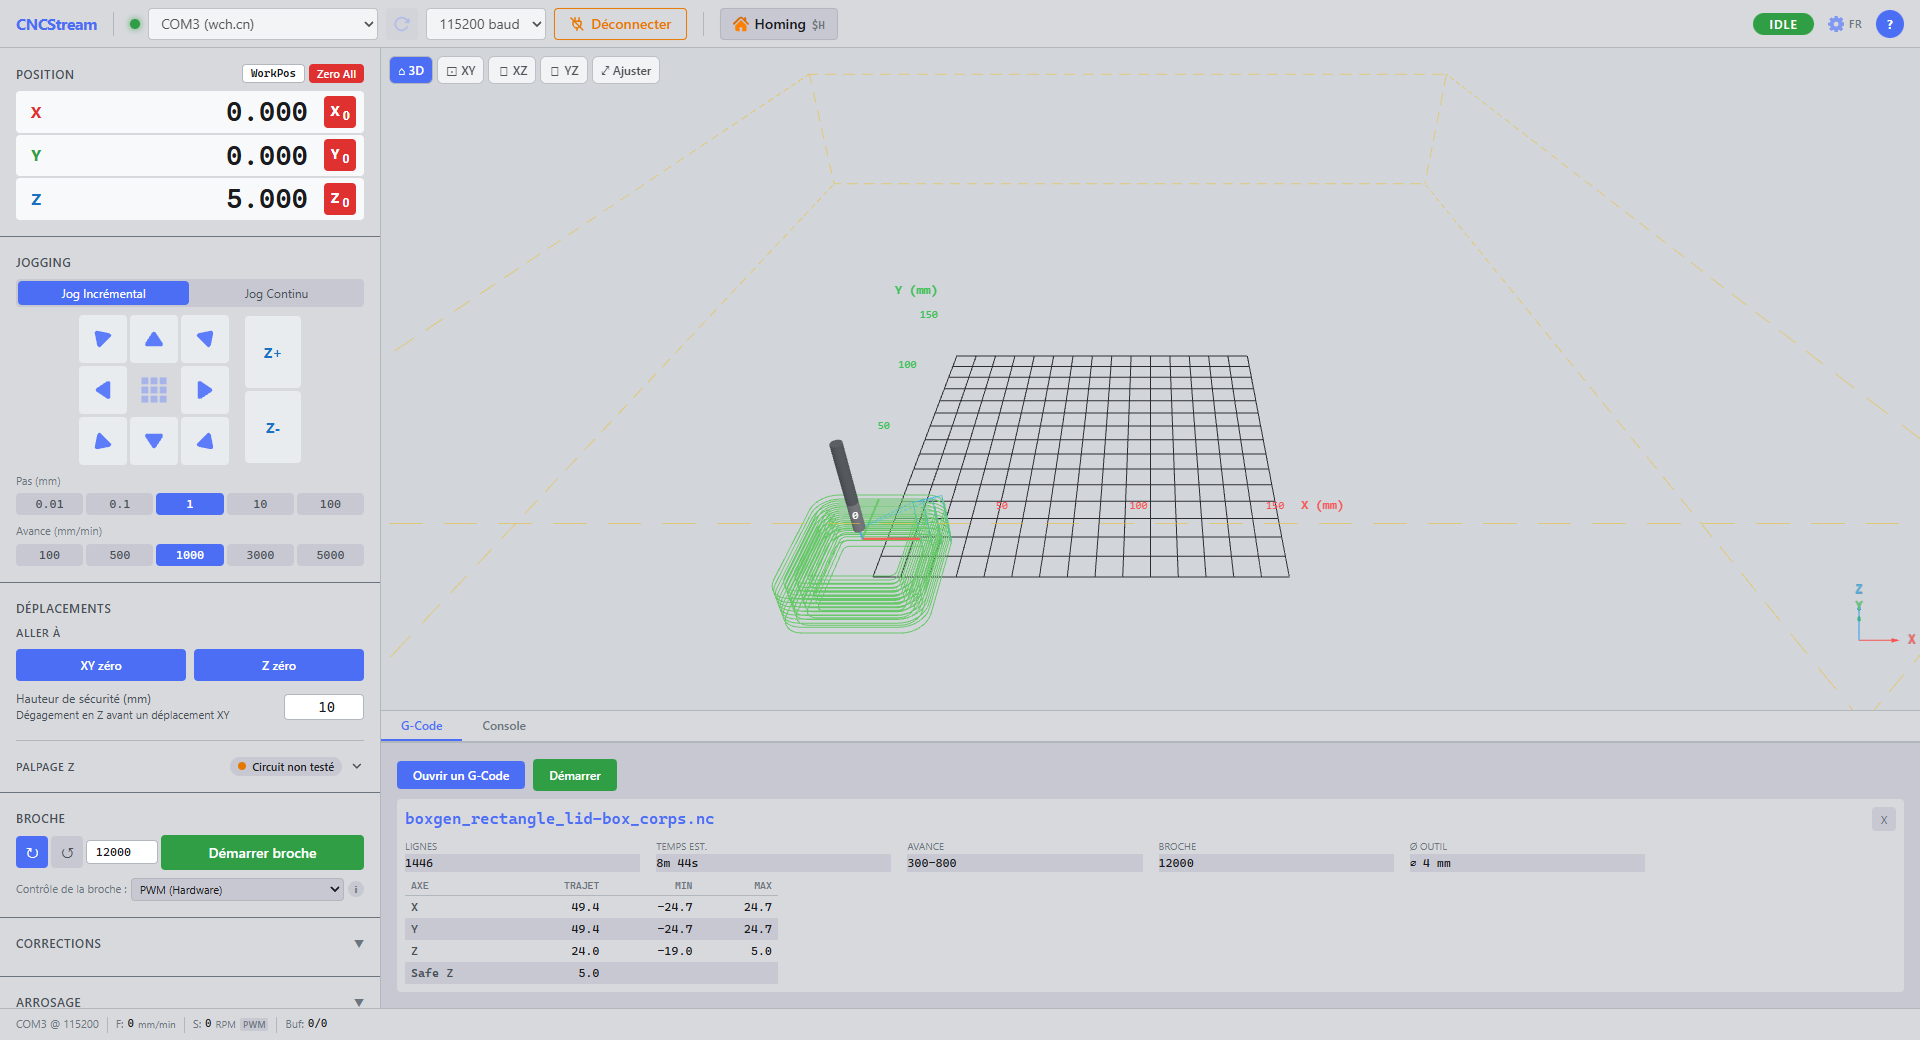 CNCStream
COM3 (wch.cn)
115200 baud
Déconnecter
Homing $H
IDLE
FR
?
POSITION
WorkPos
Zero All
X 0.000 X0
Y 0.000 Y0
Z 5.000 Z0
JOGGING
Jog Incrémental
Jog Continu
Z+
Z-
Pas (mm)
0.01 0.1 1 10 100
Avance (mm/min)
100 500 1000 3000 5000
DÉPLACEMENTS
ALLER À
XY zéro
Z zéro
Hauteur de sécurité (mm)
Dégagement en Z avant un déplacement XY
10
PALPAGE Z
Circuit non testé
BROCHE
12000
Démarrer broche
Contrôle de la broche :
PWM (Hardware)
i
CORRECTIONS
ARROSAGE
3D
XY
XZ
YZ
Ajuster
Y (mm)
150
100
50
0
50
100
150
X (mm)
Z
Y
X
G-Code
Console
Ouvrir un G-Code
Démarrer
boxgen_rectangle_lid-box_corps.nc
X
LIGNES TEMPS EST. AVANCE BROCHE Ø OUTIL
1446 8m 44s 300-800 12000 ⌀ 4 mm
AXE TRAJET MIN MAX
X 49.4 -24.7 24.7
Y 49.4 -24.7 24.7
Z 24.0 -19.0 5.0
Safe Z 5.0
COM3 @ 115200
F: 0 mm/min
S: 0 RPM PWM
Buf: 0/0